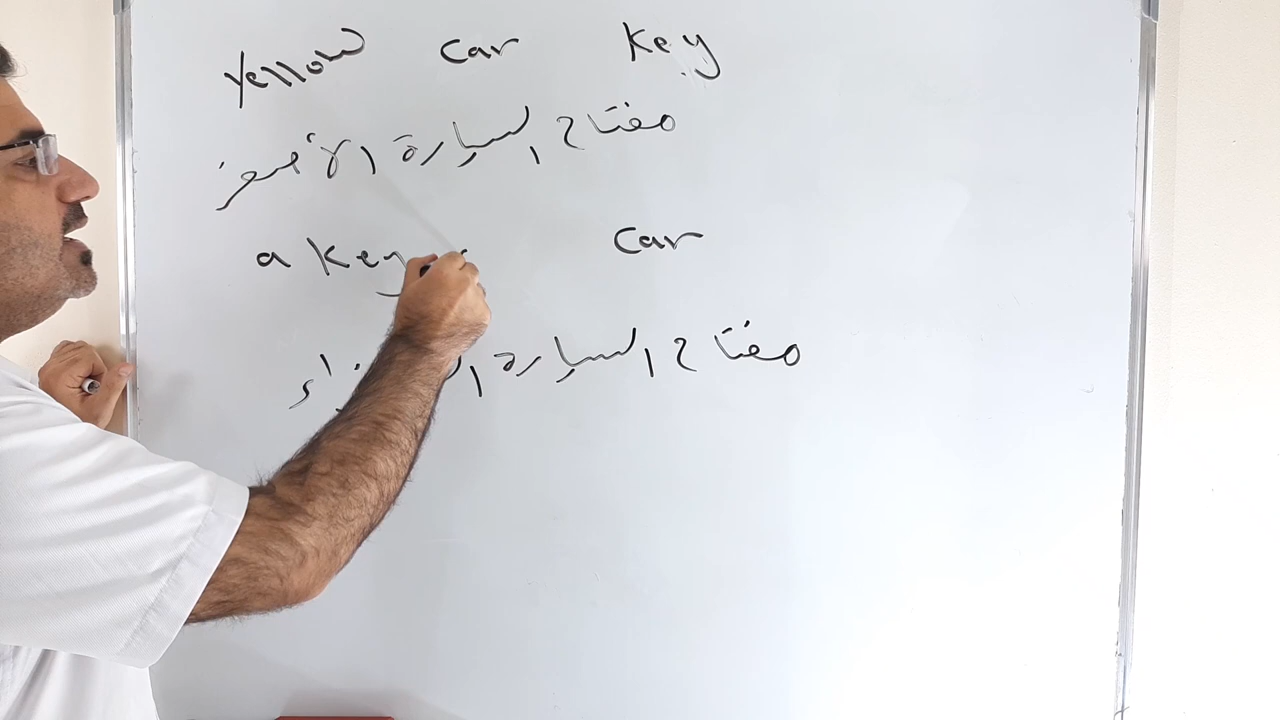 yellow car key
مفتاح السيارة الأصفر
a key car
مفتاح السيارة